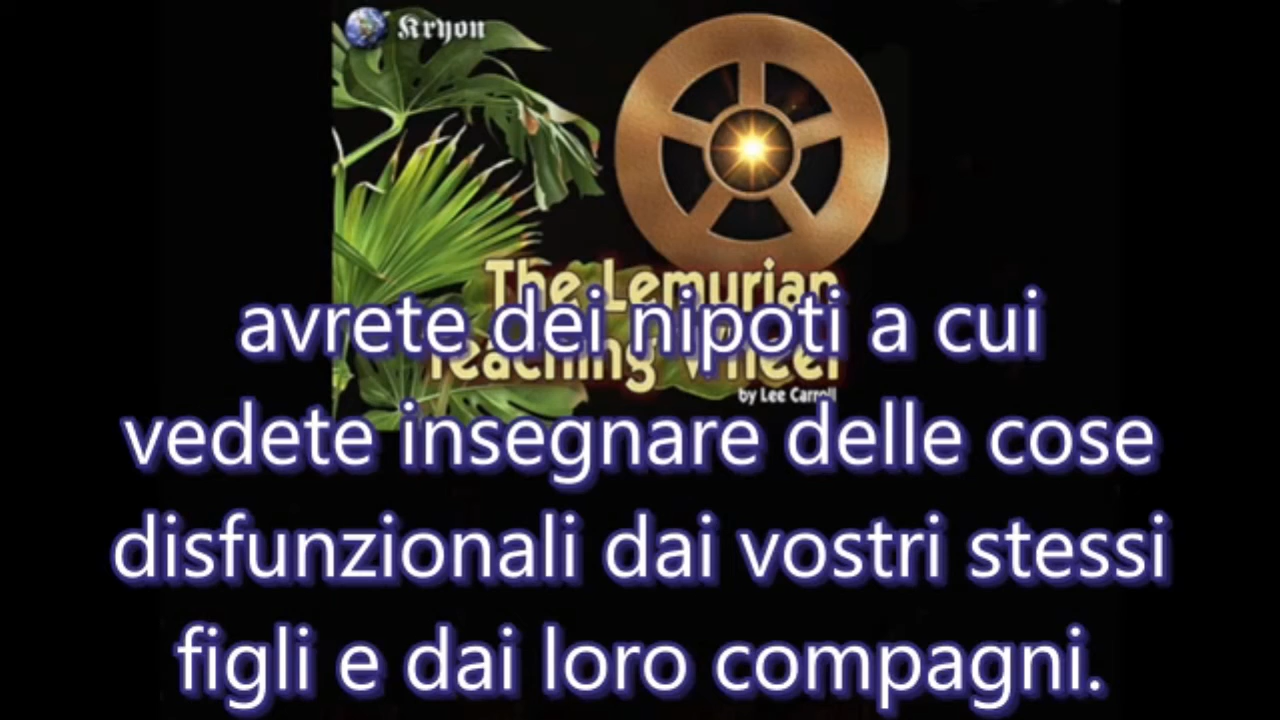 Kryon
The Lemurian
avrete dei nipoti a cui
Teaching Wheel
by Lee Carroll
vedete insegnare delle cose
disfunzionali dai vostri stessi
figli e dai loro compagni.